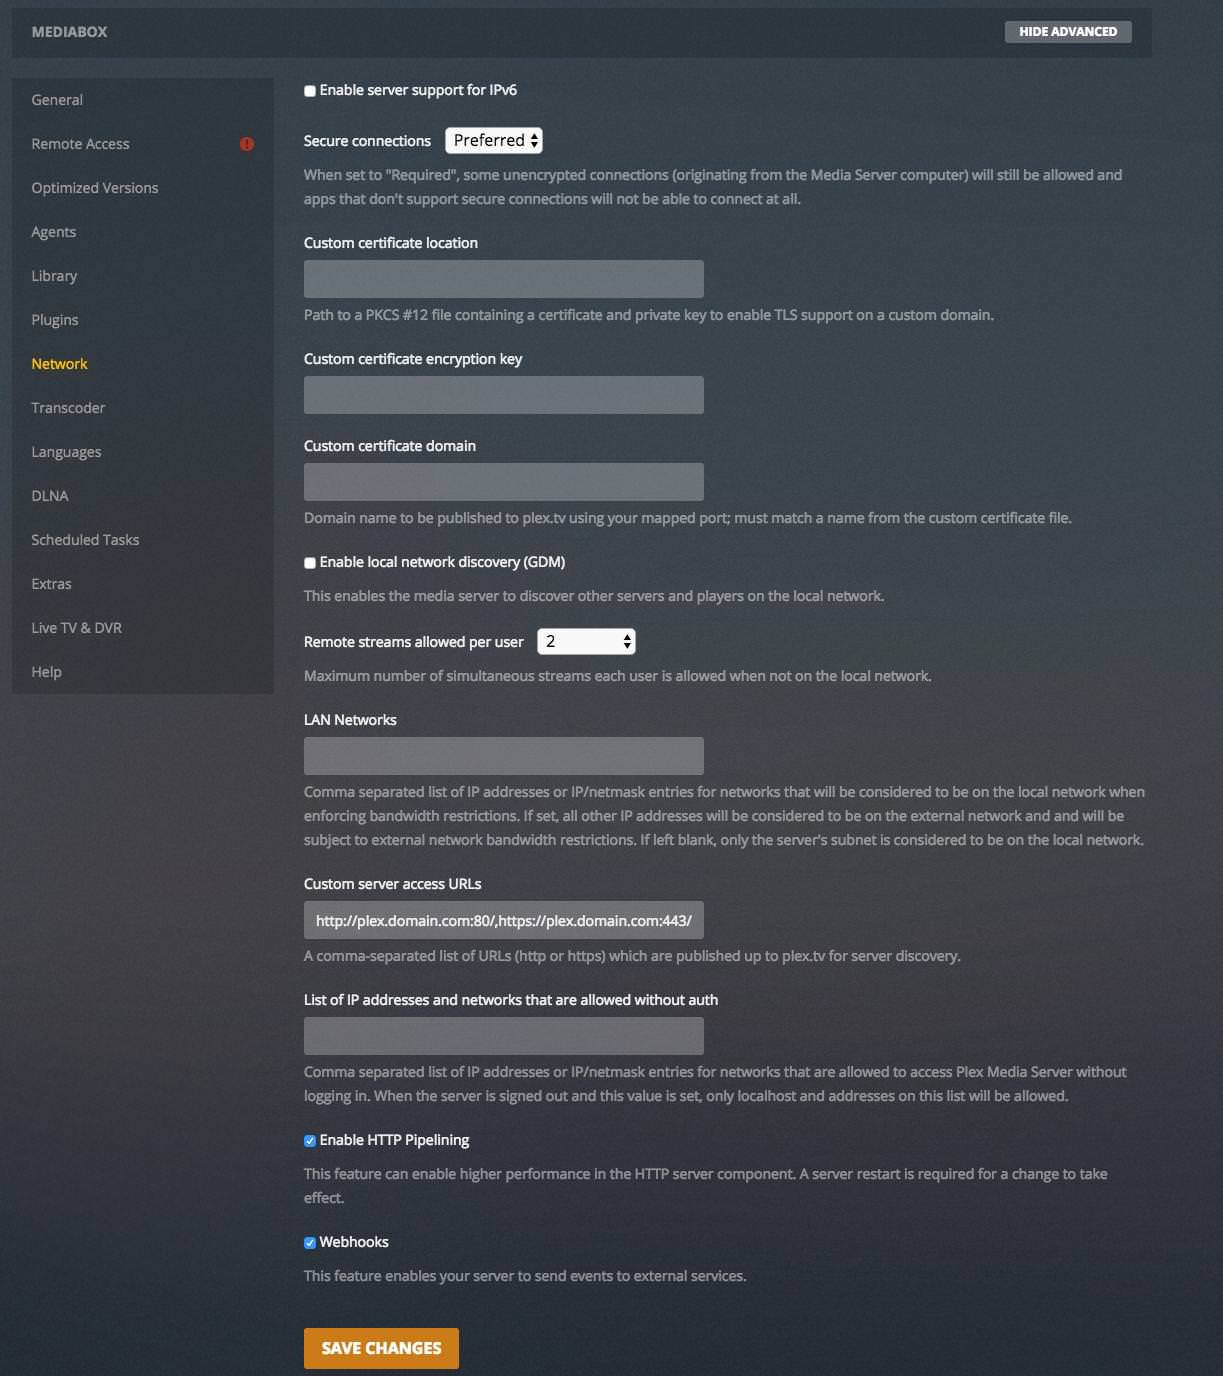 MEDIABOX
HIDE ADVANCED
General
Remote Access
Optimized Versions
Agents
Library
Plugins
Network
Transcoder
Languages
DLNA
Scheduled Tasks
Extras
Live TV & DVR
Help
Enable server support for IPv6
Secure connections Preferred
When set to "Required", some unencrypted connections (originating from the Media Server computer) will still be allowed and
apps that don't support secure connections will not be able to connect at all.
Custom certificate location
Path to a PKCS #12 file containing a certificate and private key to enable TLS support on a custom domain.
Custom certificate encryption key
Custom certificate domain
Domain name to be published to plex.tv using your mapped port; must match a name from the custom certificate file.
Enable local network discovery (GDM)
This enables the media server to discover other servers and players on the local network.
Remote streams allowed per user 2
Maximum number of simultaneous streams each user is allowed when not on the local network.
LAN Networks
Comma separated list of IP addresses or IP/netmask entries for networks that will be considered to be on the local network when
enforcing bandwidth restrictions. If set, all other IP addresses will be considered to be on the external network and and will be
subject to external network bandwidth restrictions. If left blank, only the server's subnet is considered to be on the local network.
Custom server access URLs
http://plex.domain.com:80/,https://plex.domain.com:443/
A comma-separated list of URLs (http or https) which are published up to plex.tv for server discovery.
List of IP addresses and networks that are allowed without auth
Comma separated list of IP addresses or IP/netmask entries for networks that are allowed to access Plex Media Server without
logging in. When the server is signed out and this value is set, only localhost and addresses on this list will be allowed.
Enable HTTP Pipelining
This feature can enable higher performance in the HTTP server component. A server restart is required for a change to take
effect.
Webhooks
This feature enables your server to send events to external services.
SAVE CHANGES